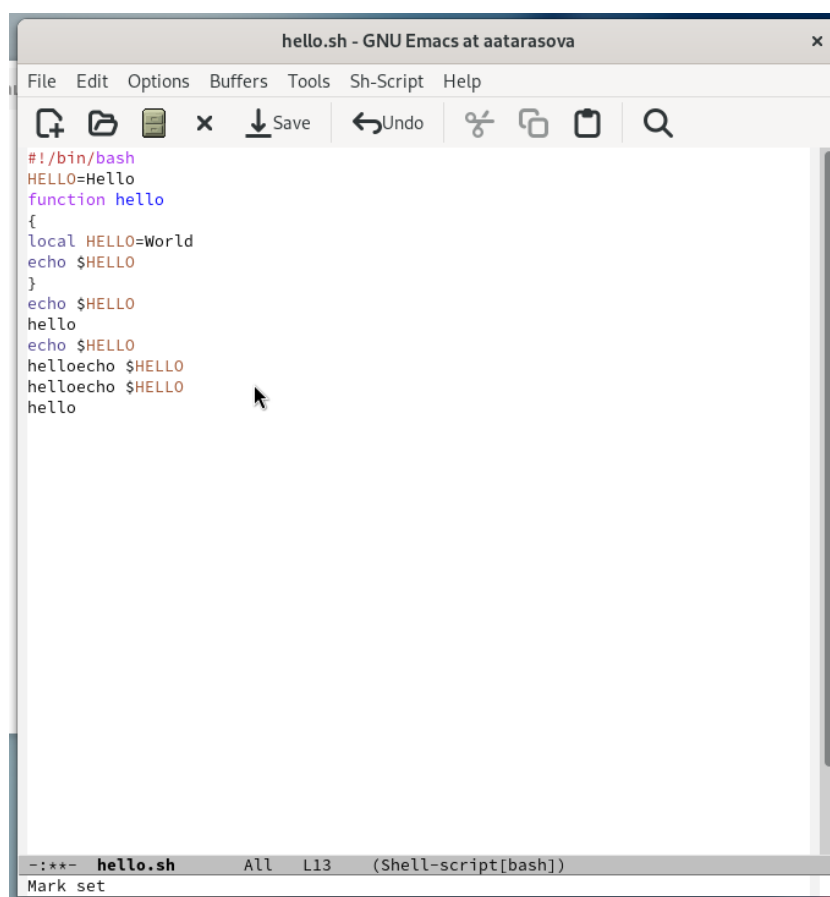 hello.sh - GNU Emacs at aatarasova
File Edit Options Buffers Tools Sh-Script Help
Save Undo
#!/bin/bash
HELLO=Hello
function hello
{
local HELLO=World
echo $HELLO
}
echo $HELLO
hello
echo $HELLO
helloecho $HELLO
helloecho $HELLO
hello
-:**- hello.sh All L13 (Shell-script[bash])
Mark set